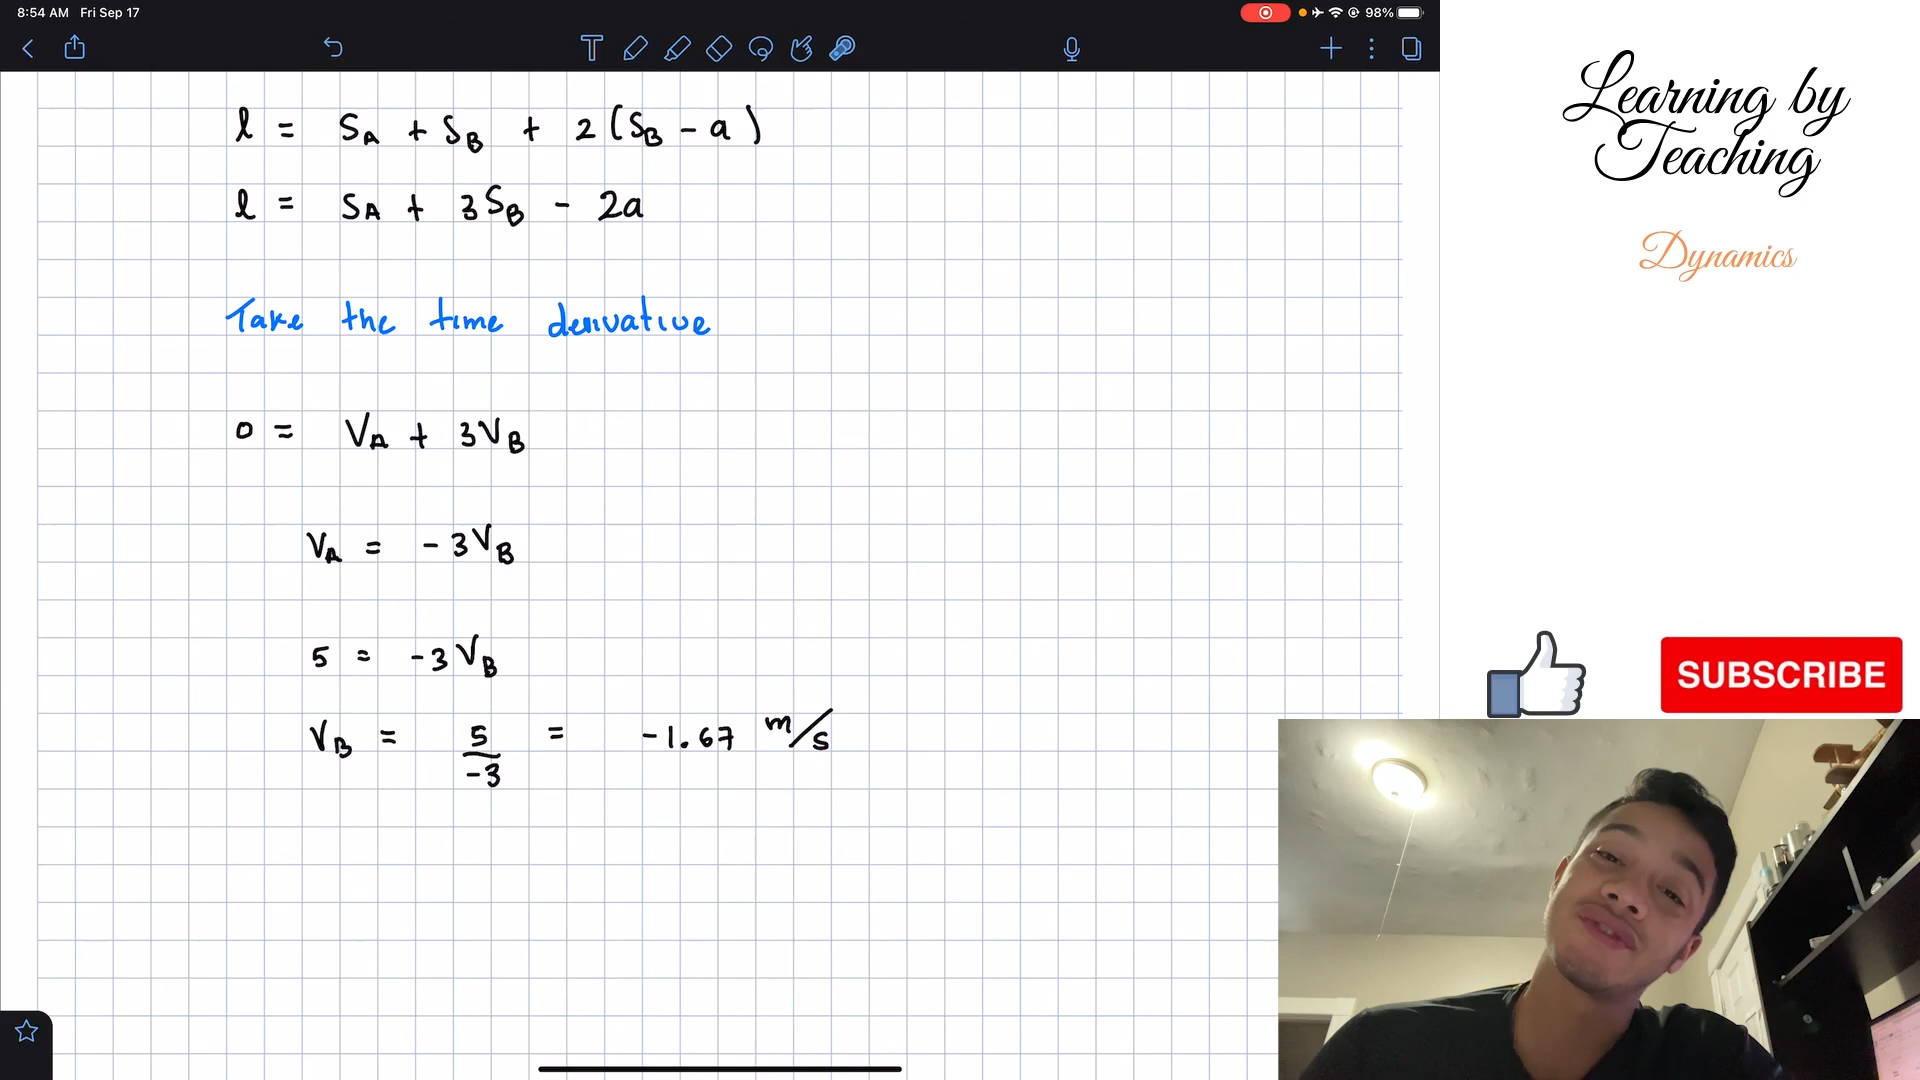 8:54 AM Fri Sep 17
98%
l = SA + SB + 2(SB - a)
l = SA + 3SB - 2a
Take the time derivative
0 = VA + 3VB
VA = -3VB
5 = -3VB
VB = 5/-3 = -1.67 m/s
Learning by
Teaching
Dynamics
SUBSCRIBE